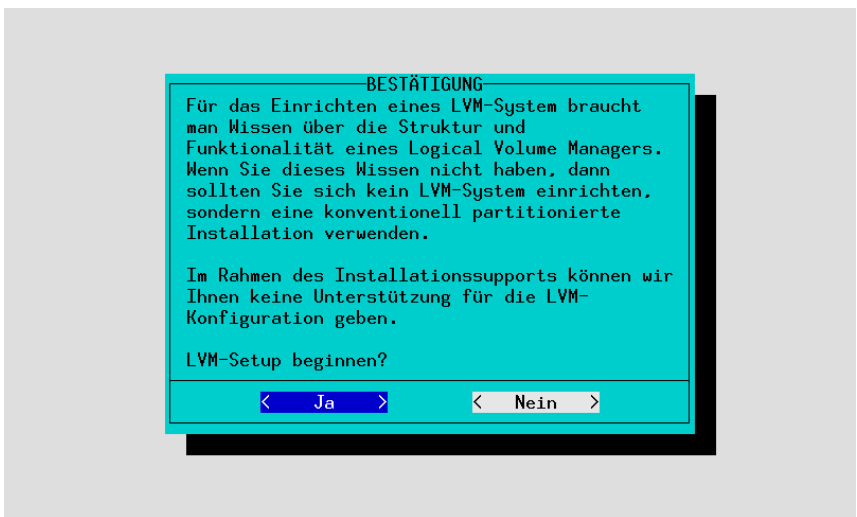 BESTÄTIGUNG
Für das Einrichten eines LVM-System braucht
man Wissen über die Struktur und
Funktionalität eines Logical Volume Managers.
Wenn Sie dieses Wissen nicht haben, dann
sollten Sie sich kein LVM-System einrichten,
sondern eine konventionell partitionierte
Installation verwenden.
Im Rahmen des Installationssupports können wir
Ihnen keine Unterstützung für die LVM-
Konfiguration geben.
LVM-Setup beginnen?
< Ja > < Nein >